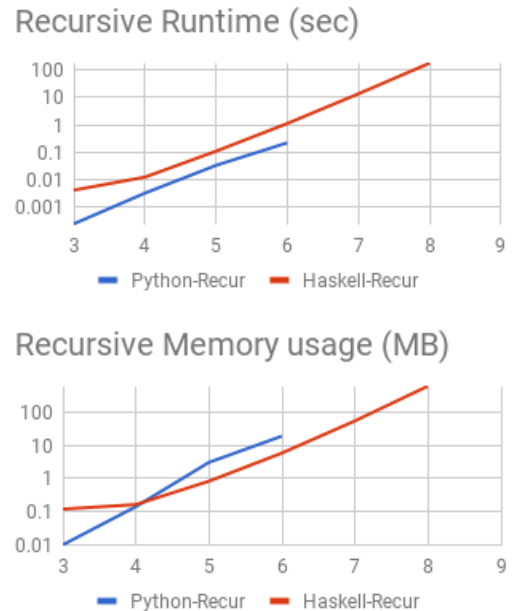 Recursive Runtime (sec)
100
10
1
0.1
0.01
0.001
3 4 5 6 7 8 9
Python-Recur Haskell-Recur
Recursive Memory usage (MB)
100
10
1
0.1
0.01
3 4 5 6 7 8 9
Python-Recur Haskell-Recur